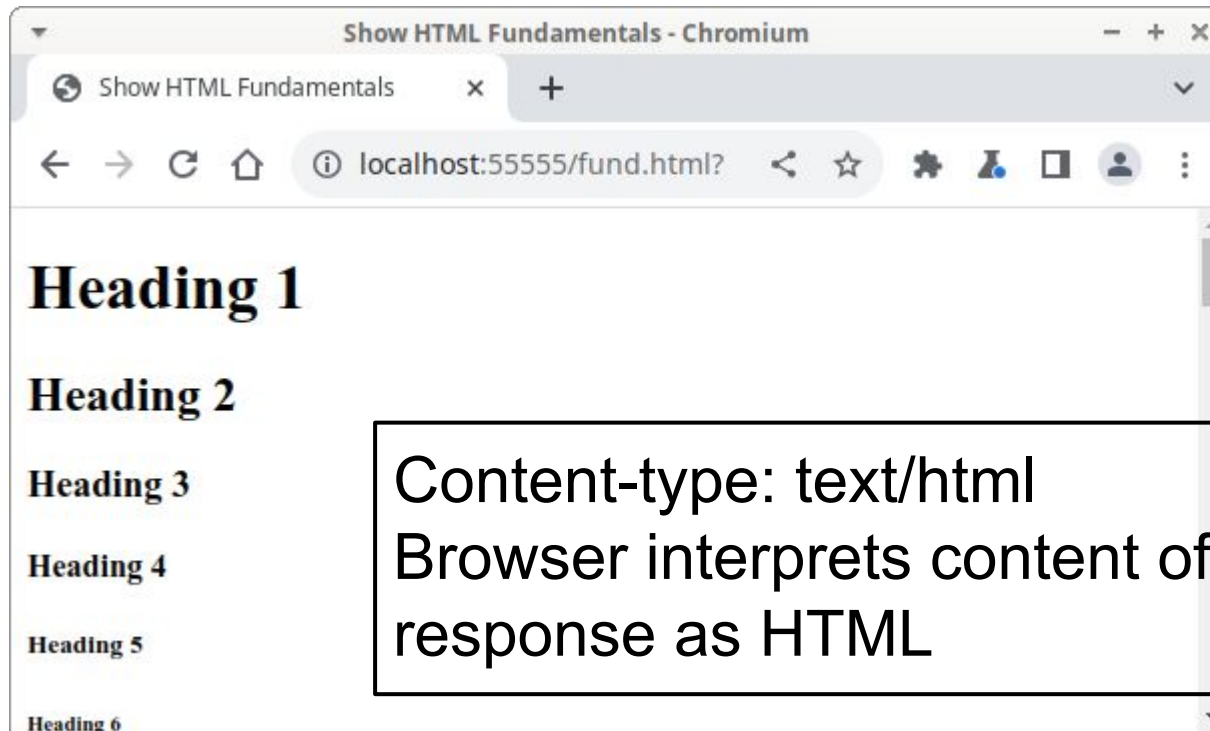 Show HTML Fundamentals - Chromium
Show HTML Fundamentals
localhost:55555/fund.html?
Heading 1
Heading 2
Heading 3
Heading 4
Heading 5
Heading 6
Content-type: text/html
Browser interprets content of
response as HTML